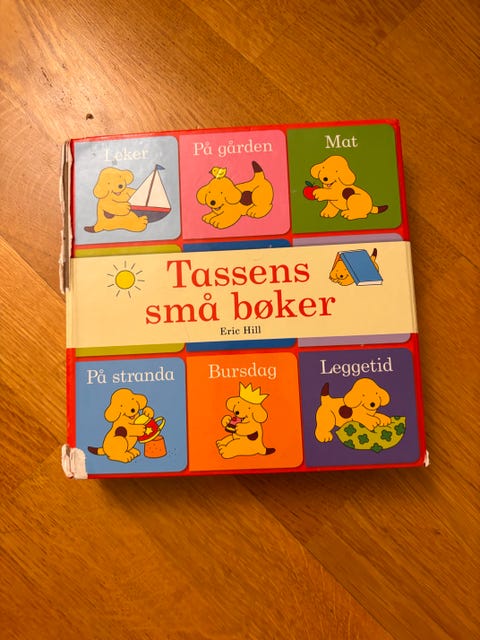 Leker
På gården
Mat
Tassens
små bøker
Eric Hill
På stranda
Bursdag
Leggetid